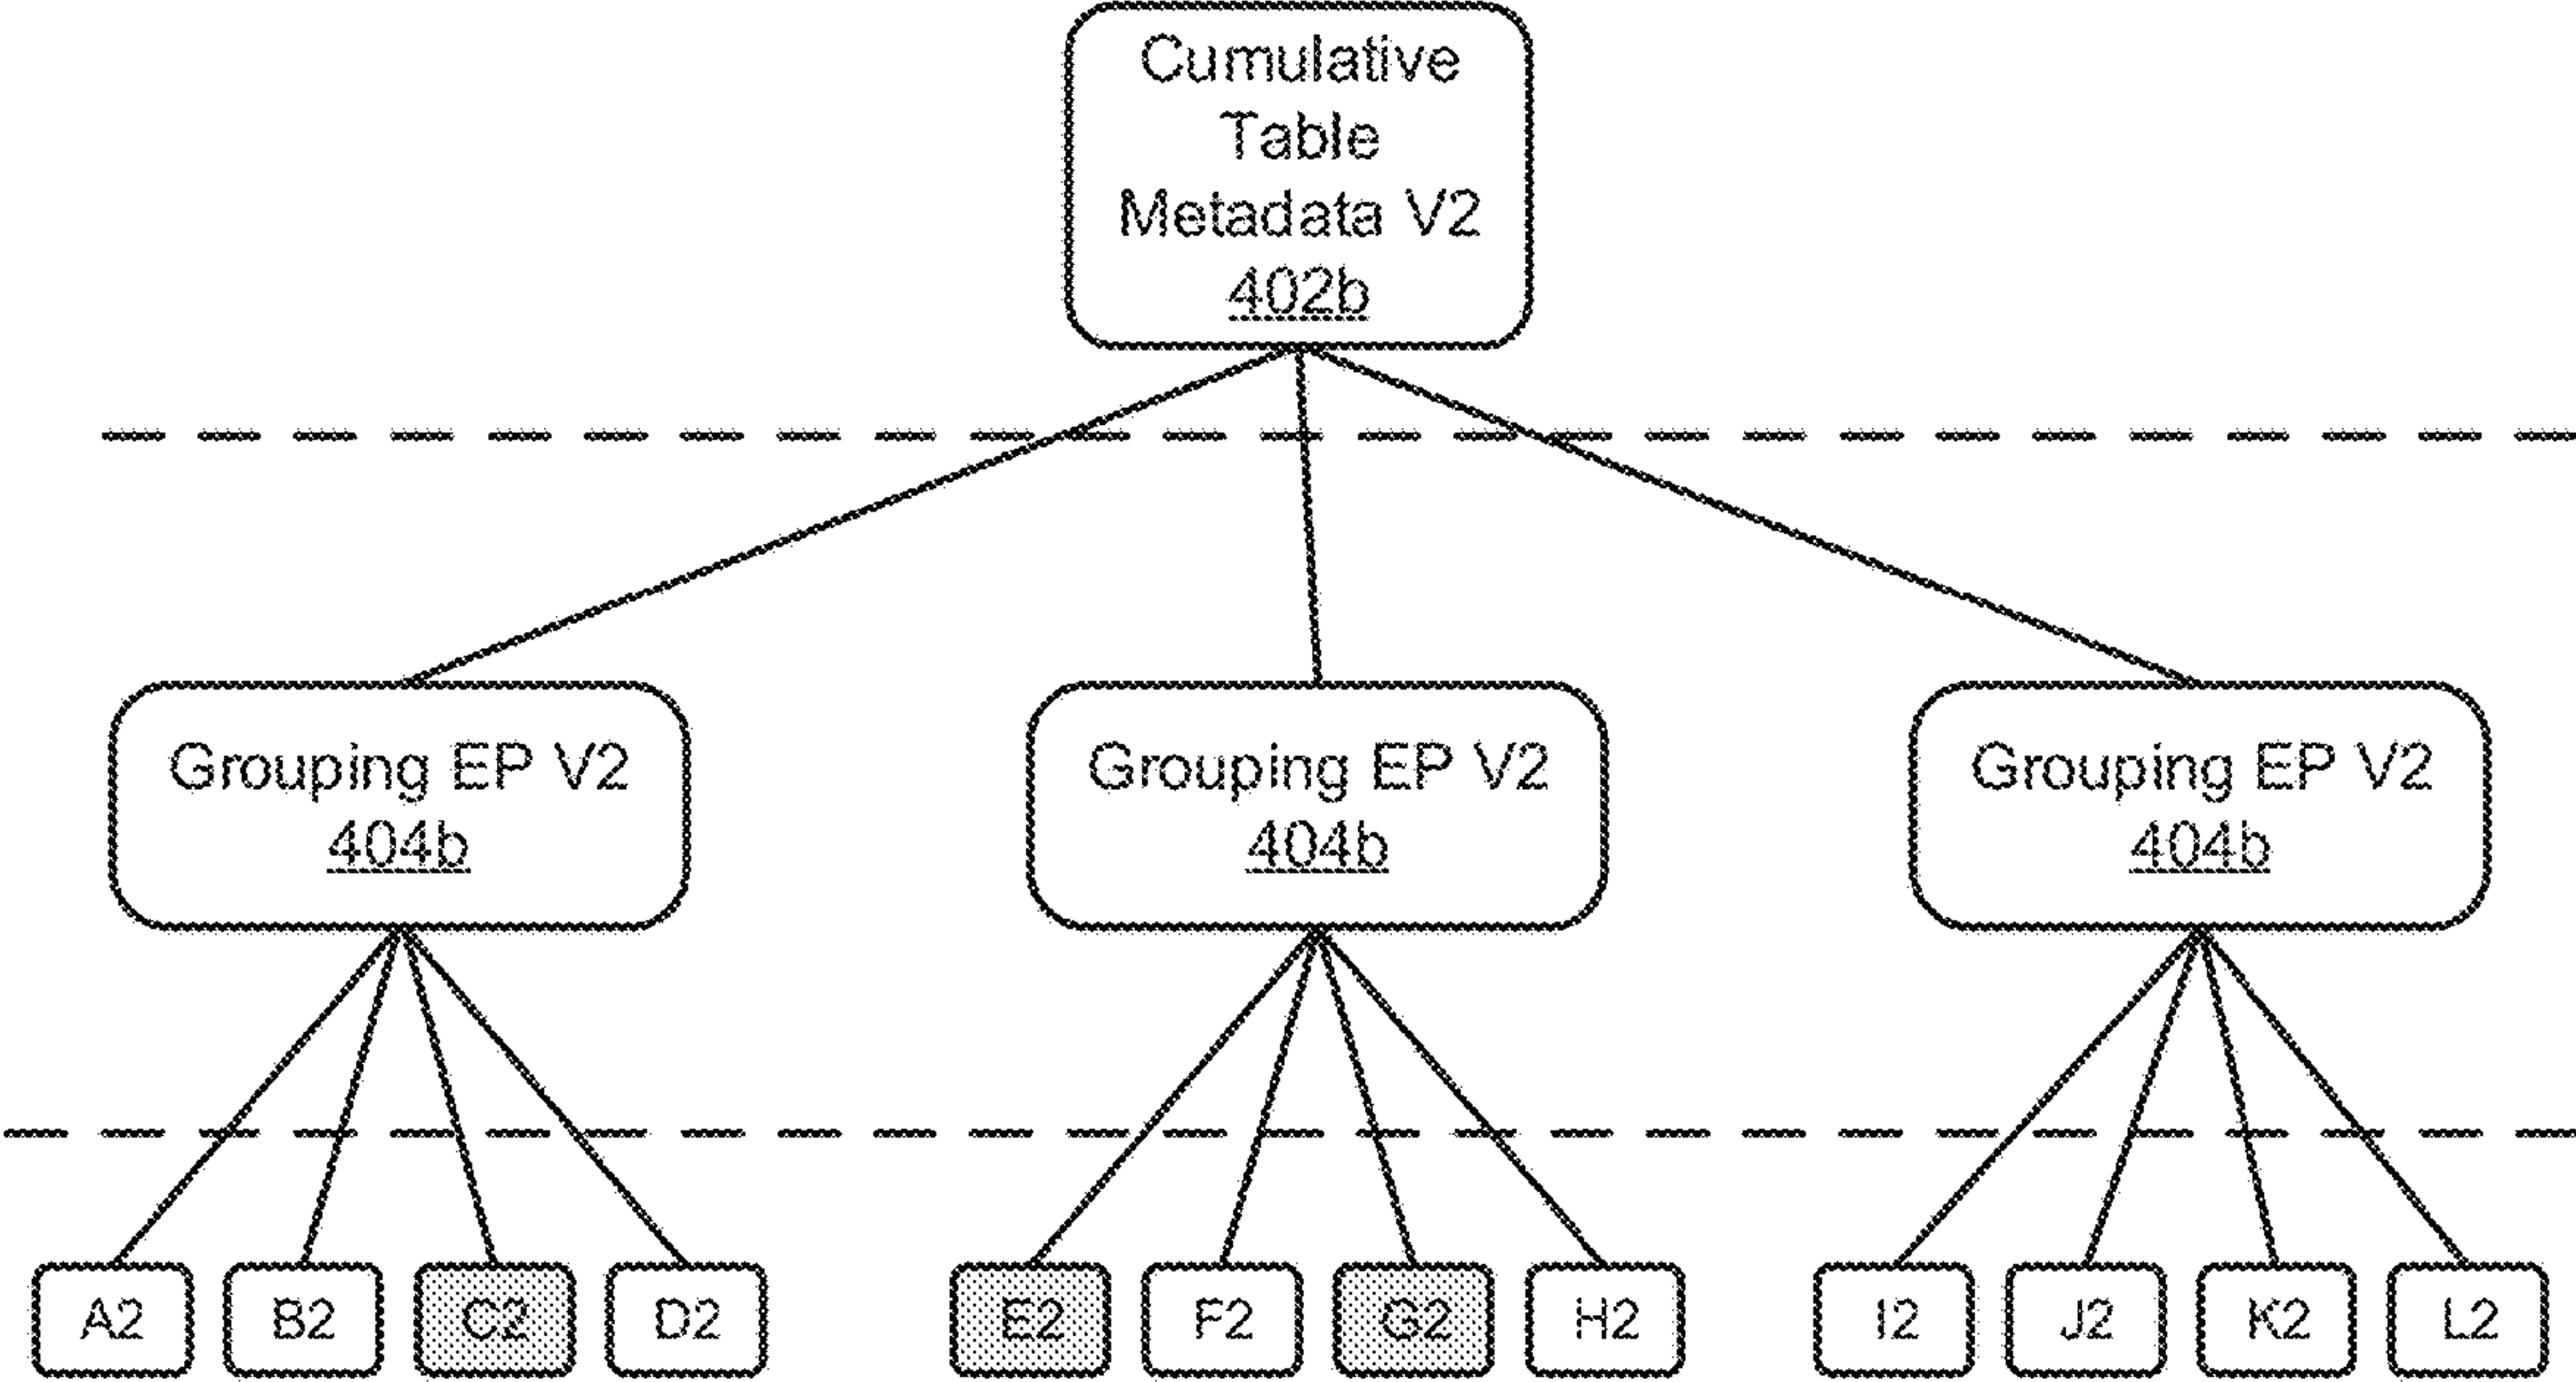 Cumulative
Table
Metadata V2
402b
Grouping EP V2
404b
Grouping EP V2
404b
Grouping EP V2
404b
A2 B2 C2 D2 E2 F2 G2 H2 I2 J2 K2 L2